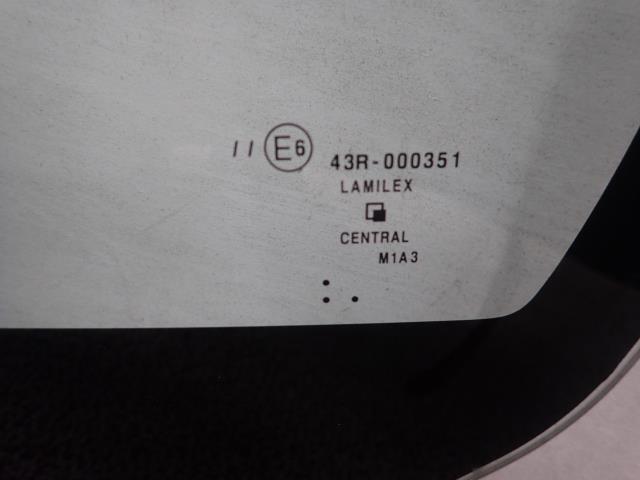 II E6 43R-000351
LAMILEX
CENTRAL
M1A3